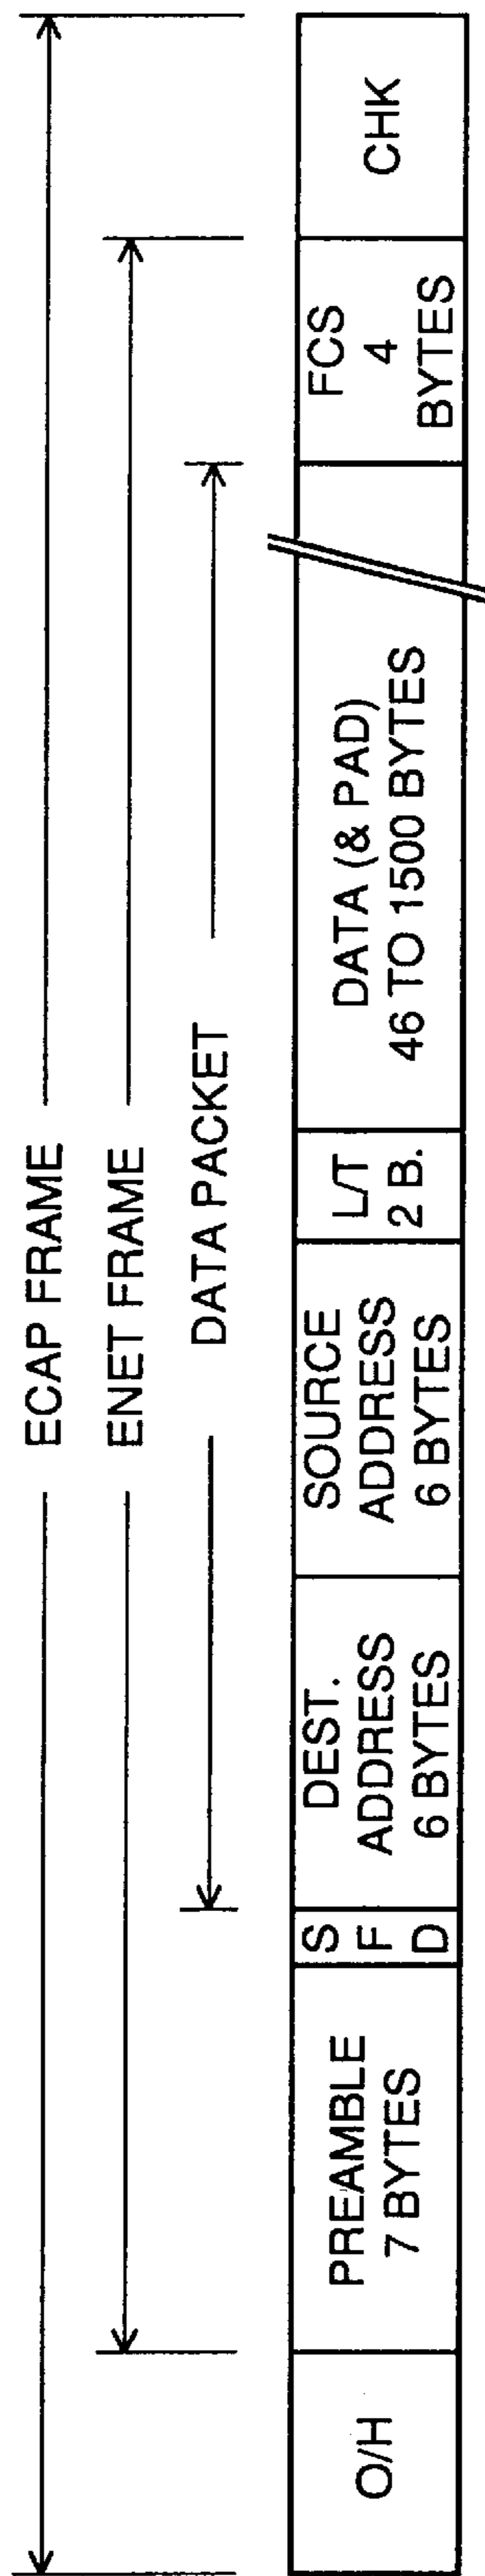 ECAP FRAME
ENET FRAME
DATA PACKET
O/H
PREAMBLE
7 BYTES
S
F
D
DEST.
ADDRESS
6 BYTES
SOURCE
ADDRESS
6 BYTES
L/T
2 B.
DATA (& PAD)
46 TO 1500 BYTES
FCS
4
BYTES
CHK